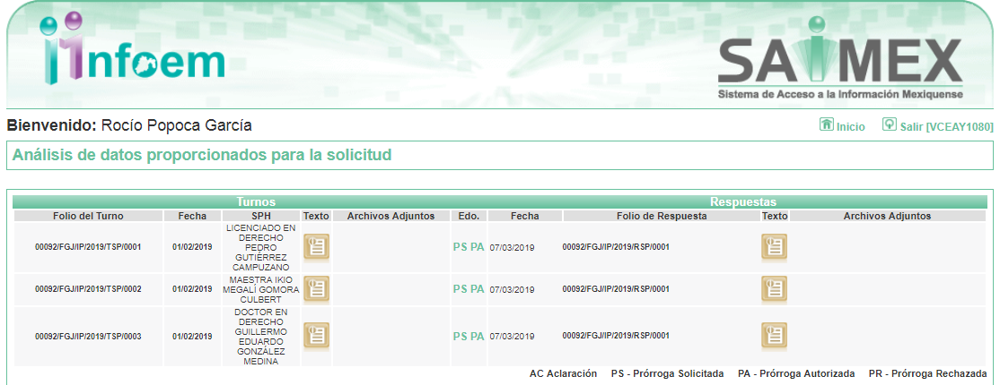 infoem
SAIMEX
Sistema de Acceso a la Información Mexiquense
Bienvenido: Rocío Popoca García
Inicio Salir [VCEAY1080]
Análisis de datos proporcionados para la solicitud
Turnos Respuestas
Folio del Turno Fecha SPH Texto Archivos Adjuntos Edo. Fecha Folio de Respuesta Texto Archivos Adjuntos
00092/FGJ/IP/2019/TSP/0001 01/02/2019
LICENCIADO EN
DERECHO
PEDRO
GUTIÉRREZ
CAMPUZANO
PS PA 07/03/2019 00092/FGJ/IP/2019/RSP/0001
00092/FGJ/IP/2019/TSP/0002 01/02/2019
MAESTRA IKIO
MEGALÍ GOMORA
CULBERT
PS PA 07/03/2019 00092/FGJ/IP/2019/RSP/0001
00092/FGJ/IP/2019/TSP/0003 01/02/2019
DOCTOR EN
DERECHO
GUILLERMO
EDUARDO
GONZÁLEZ
MEDINA
PS PA 07/03/2019 00092/FGJ/IP/2019/RSP/0001
AC Aclaración PS - Prórroga Solicitada PA - Prórroga Autorizada PR - Prórroga Rechazada